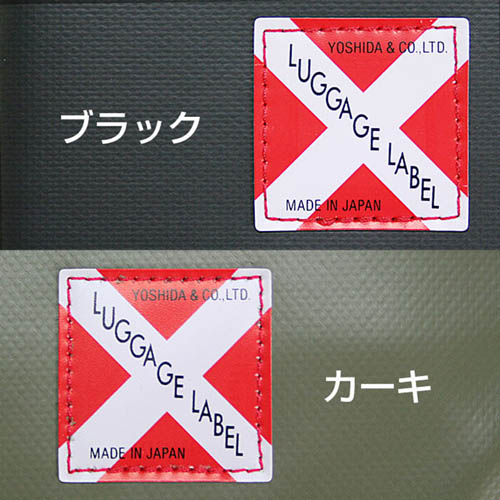 YOSHIDA & CO.,LTD.
LUGGAGE LABEL
MADE IN JAPAN
ブラック
YOSHIDA & CO.,LTD.
LUGGAGE LABEL
MADE IN JAPAN
カーキ